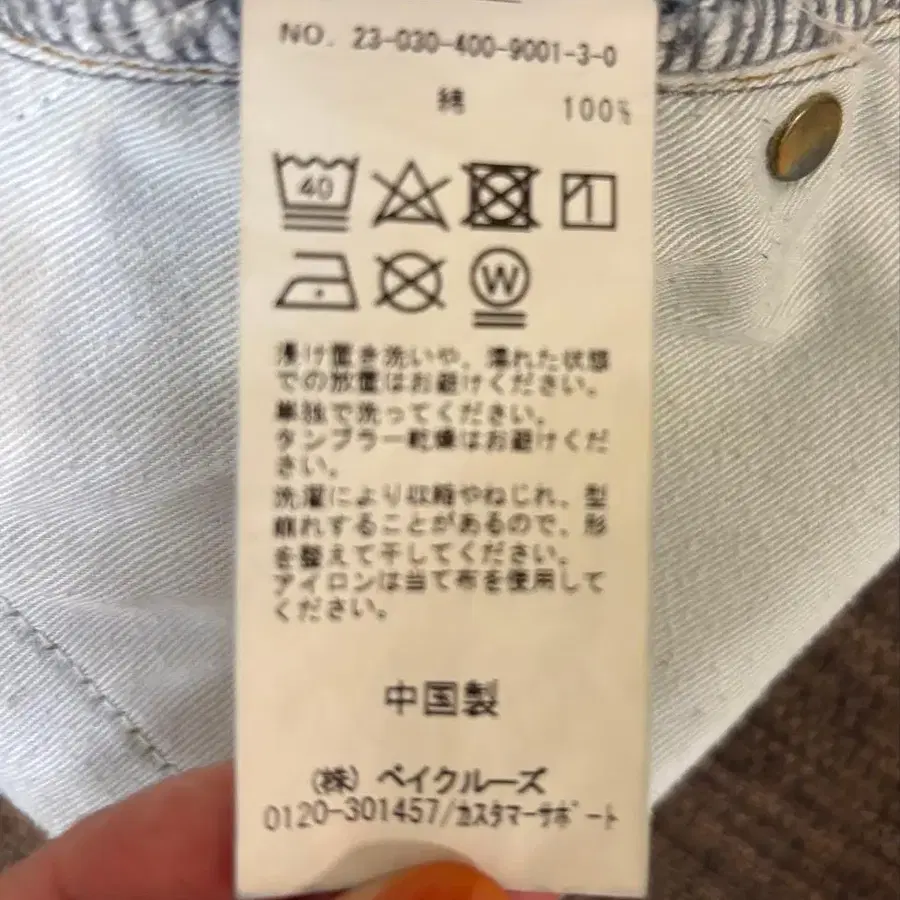 NO. 23-030-400-9001-3-0
綿 100%
40
W
浸け置き洗いや、濡れた状態
での放置はお避けください。
単独で洗ってください。
タンブラー乾燥はお避けくだ
さい。
洗濯により収縮やねじれ、型
崩れすることがあるので、形
を整えて干してください。
アイロンは当て布を使用して
ください。
中国製
(株) ベイクルーズ
0120-301457/カスタマーサポート